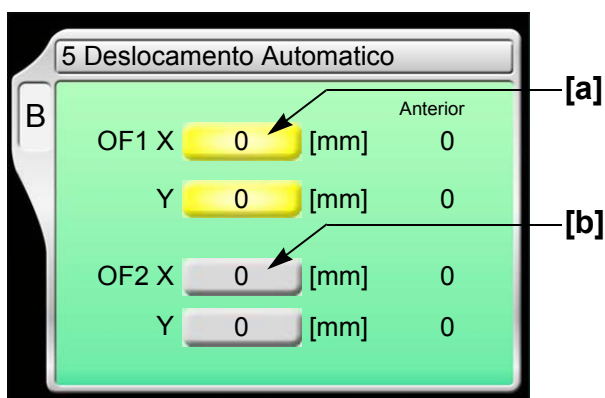 5 Deslocamento Automatico
[a]
B
Anterior
OF1 X 0 [mm] 0
Y 0 [mm] 0
[b]
OF2 X 0 [mm] 0
Y 0 [mm] 0